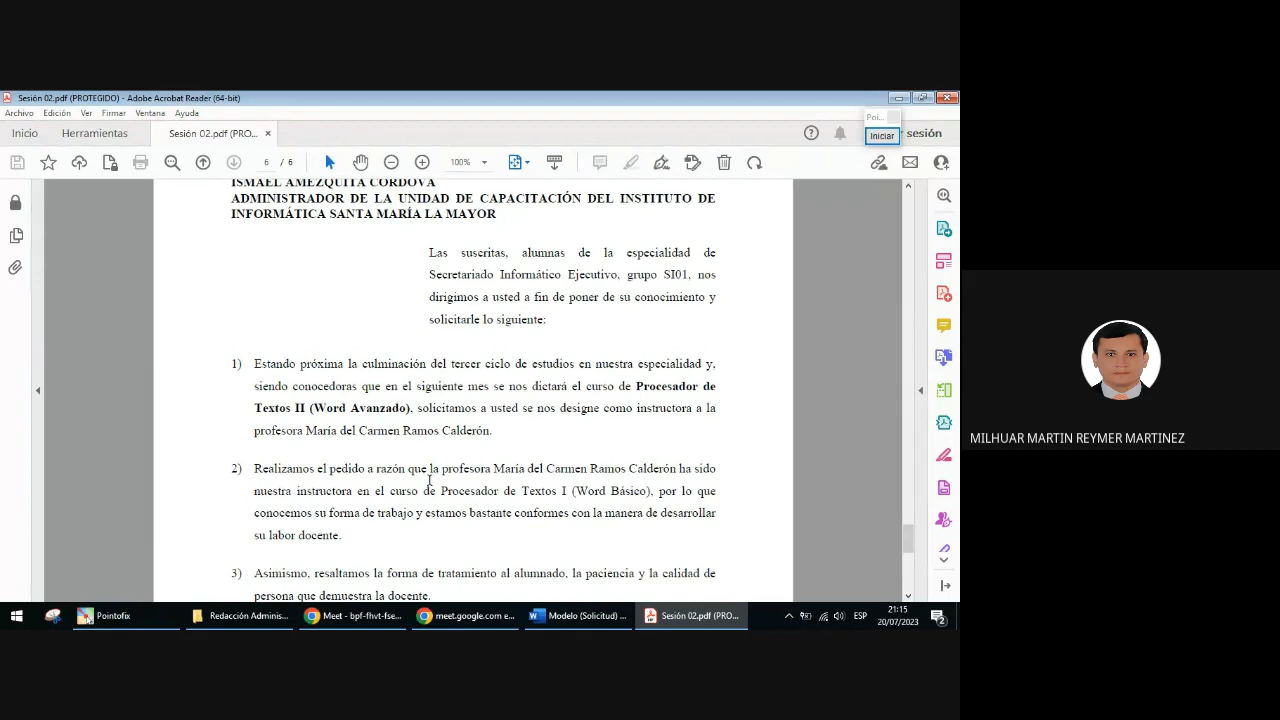 Sesión 02.pdf (PROTEGIDO) - Adobe Acrobat Reader (64-bit)
Archivo Edición Ver Firmar Ventana Ayuda
Poi...
Inicio Herramientas Sesión 02.pdf (PRO... × Iniciar sesión
6 / 6 100%
ISMAEL AMEZQUITA CORDOVA
ADMINISTRADOR DE LA UNIDAD DE CAPACITACIÓN DEL INSTITUTO DE
INFORMÁTICA SANTA MARÍA LA MAYOR
Las suscritas, alumnas de la especialidad de
Secretariado Informático Ejecutivo, grupo SI01, nos
dirigimos a usted a fin de poner de su conocimiento y
solicitarle lo siguiente:
1) Estando próxima la culminación del tercer ciclo de estudios en nuestra especialidad y,
siendo conocedoras que en el siguiente mes se nos dictará el curso de Procesador de
Textos II (Word Avanzado), solicitamos a usted se nos designe como instructora a la
profesora María del Carmen Ramos Calderón.
2) Realizamos el pedido a razón que la profesora María del Carmen Ramos Calderón ha sido
nuestra instructora en el curso de Procesador de Textos I (Word Básico), por lo que
conocemos su forma de trabajo y estamos bastante conformes con la manera de desarrollar
su labor docente.
3) Asimismo, resaltamos la forma de tratamiento al alumnado, la paciencia y la calidad de
persona que demuestra la docente.
MILHUAR MARTIN REYMER MARTINEZ
Pointofix Redacción Adminis... Meet - bpf-fhvt-fse... meet.google.com e... Modelo (Solicitud) ... Sesión 02.pdf (PRO... ESP 21:15
20/07/2023 2